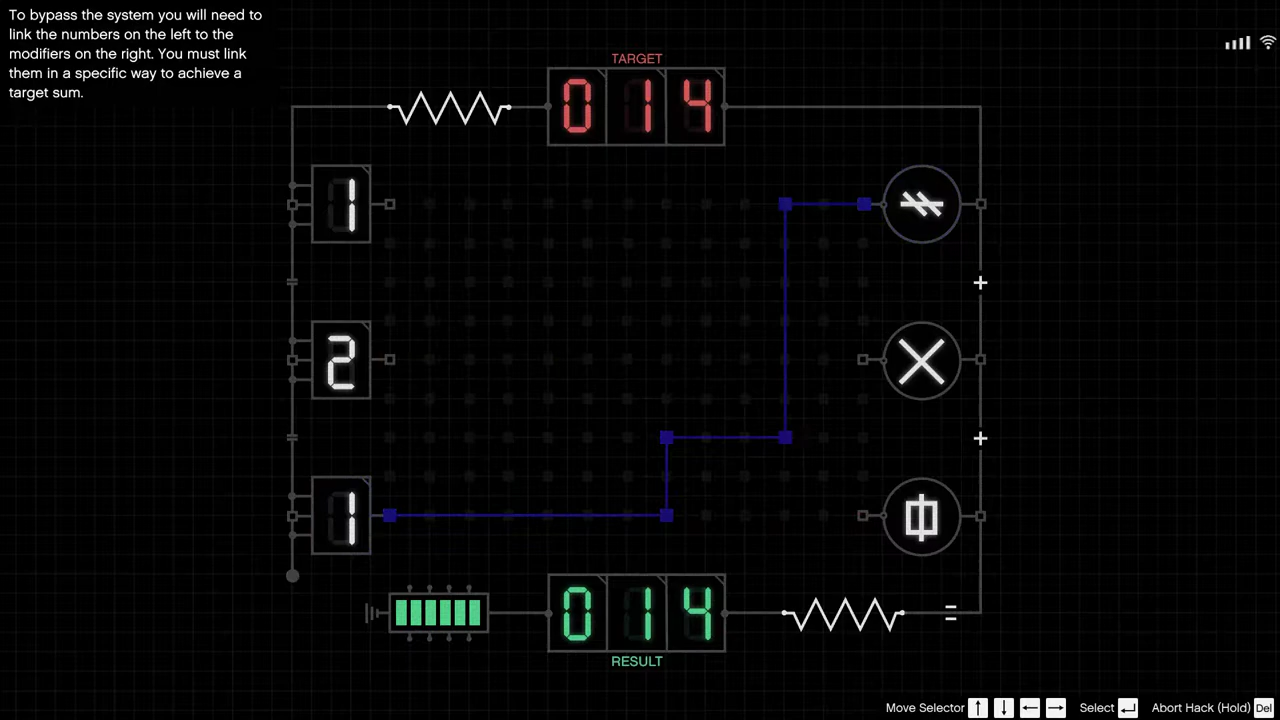 To bypass the system you will need to
link the numbers on the left to the
modifiers on the right. You must link
them in a specific way to achieve a
target sum.
TARGET
014
1
2
+
+
1
=
014
RESULT
Move Selector ↑ ↓ ← → Select ↵ Abort Hack (Hold) Del